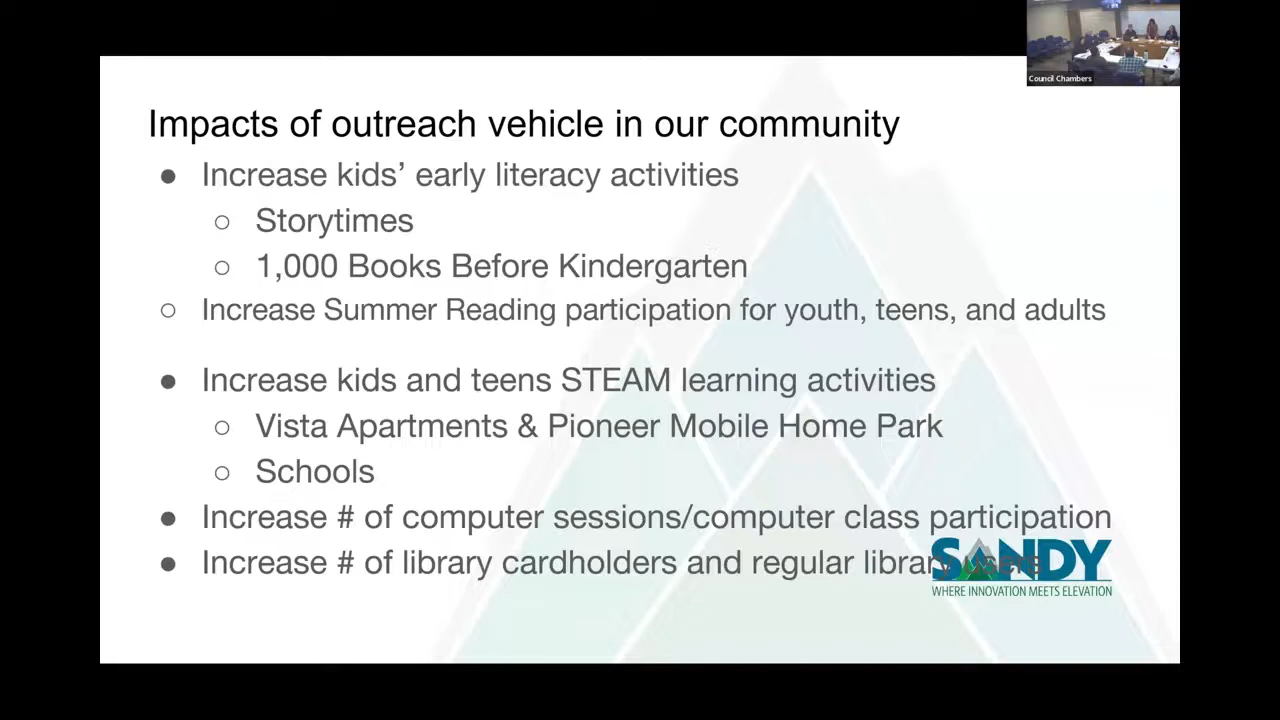 Council Chambers
Impacts of outreach vehicle in our community
● Increase kids’ early literacy activities
○ Storytimes
○ 1,000 Books Before Kindergarten
○ Increase Summer Reading participation for youth, teens, and adults
● Increase kids and teens STEAM learning activities
○ Vista Apartments & Pioneer Mobile Home Park
○ Schools
● Increase # of computer sessions/computer class participation
● Increase # of library cardholders and regular library users
SANDY
WHERE INNOVATION MEETS ELEVATION